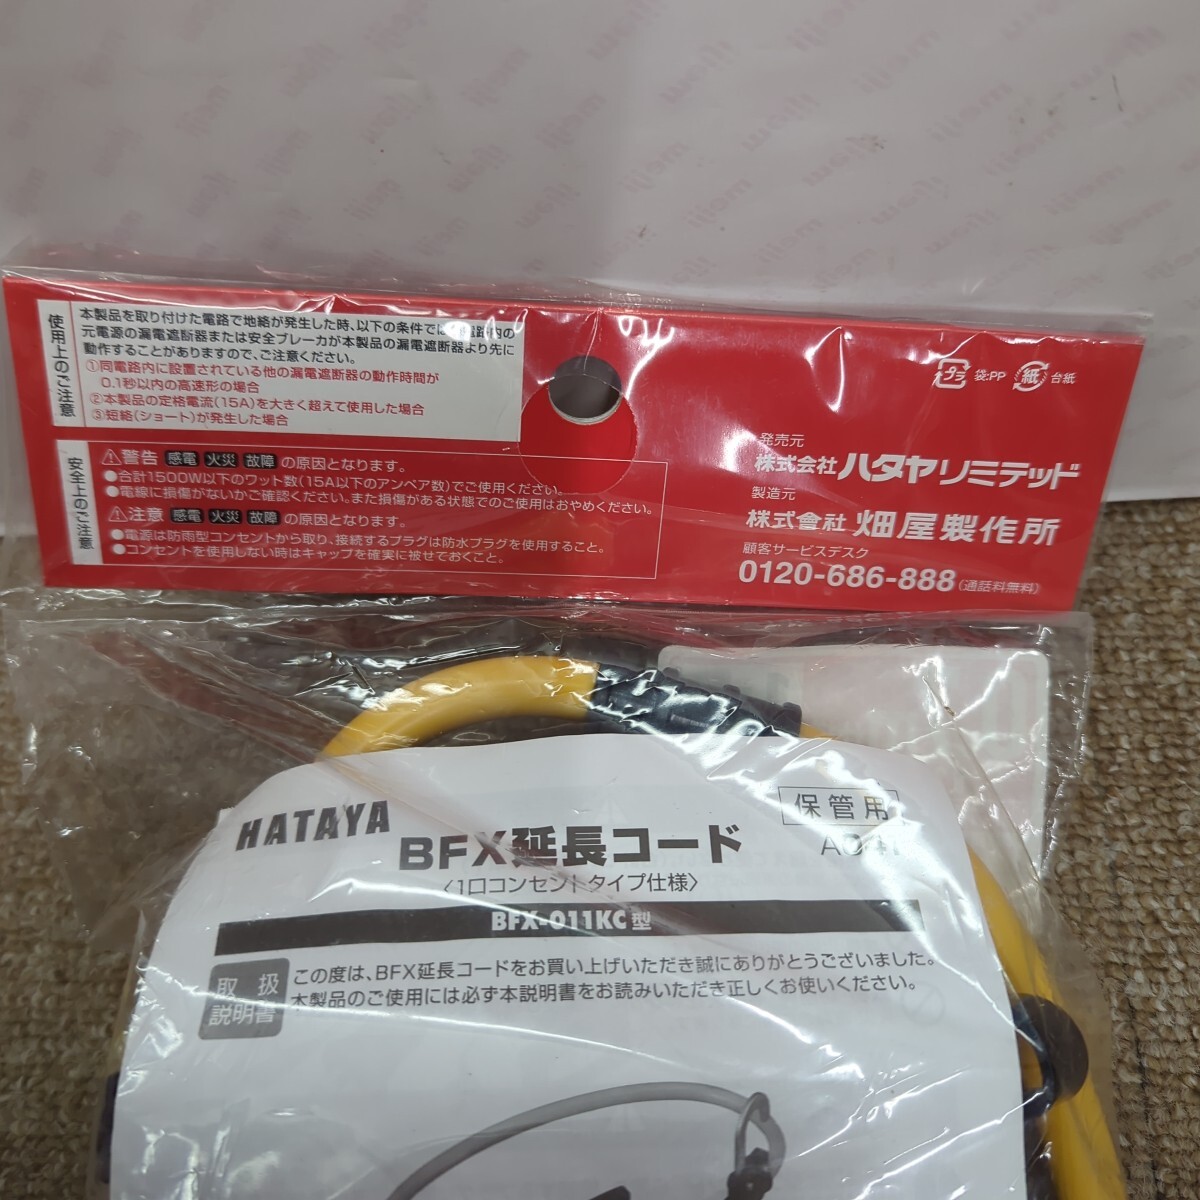 使用上のご注意
本製品を取り付けた電路で地絡が発生した時、以下の条件では
元電源の漏電遮断器または安全ブレーカが本製品の漏電遮断器より先に
動作することがありますので、ご注意ください。
①同電路内に設置されている他の漏電遮断器の動作時間が
0.1秒以内の高速形の場合
②本製品の定格電流(15A)を大きく超えて使用した場合
③短絡(ショート)が発生した場合
安全上のご注意
警告 感電 火災 故障 の原因となります。
●合計1500W以下のワット数(15A以下のアンペア数)でご使用ください。
●電線に損傷がないかご確認ください。また損傷がある状態でのご使用はおやめください。
注意 感電 火災 故障 の原因となります。
●電源は防雨型コンセントから取り、接続するプラグは防水プラグを使用すること。
●コンセントを使用しない時はキャップを確実に被せておくこと。
プラ 袋:PP 紙 台紙
発売元
株式会社 ハタヤリミテッド
製造元
株式會社 畑屋製作所
顧客サービスデスク
0120-686-888(通話料無料)
HATAYA
BFX延長コード
保管用
〈1口コンセントタイプ仕様〉
BFX-011KC型
取扱説明書
この度は、BFX延長コードをお買い上げいただき誠にありがとうございました。
本製品のご使用には必ず本説明書をお読みいただき正しくお使いください。